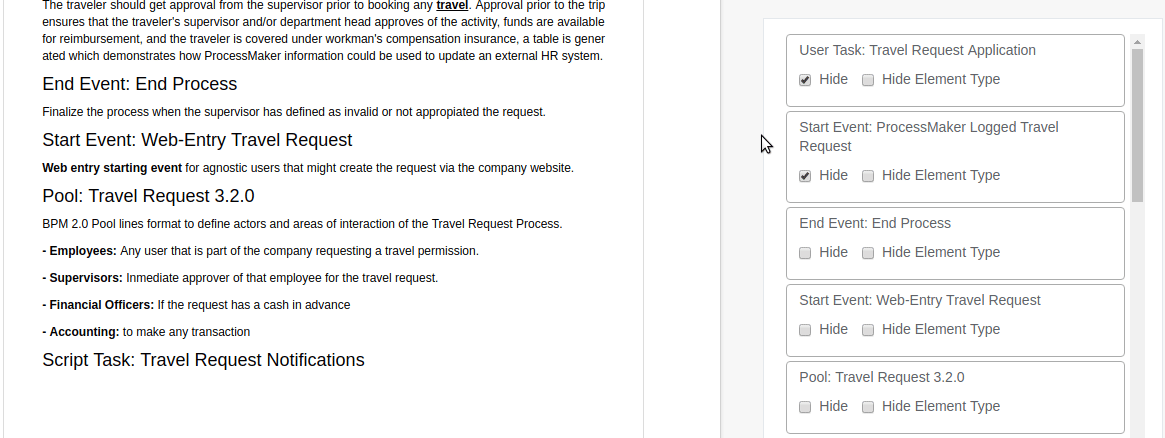 The traveler should get approval from the supervisor prior to booking any travel. Approval prior to the trip
ensures that the traveler's supervisor and/or department head approves of the activity, funds are available
for reimbursement, and the traveler is covered under workman's compensation insurance, a table is gener
ated which demonstrates how ProcessMaker information could be used to update an external HR system.
End Event: End Process
Finalize the process when the supervisor has defined as invalid or not appropiated the request.
Start Event: Web-Entry Travel Request
Web entry starting event for agnostic users that might create the request via the company website.
Pool: Travel Request 3.2.0
BPM 2.0 Pool lines format to define actors and areas of interaction of the Travel Request Process.
- Employees: Any user that is part of the company requesting a travel permission.
- Supervisors: Inmediate approver of that employee for the travel request.
- Financial Officers: If the request has a cash in advance
- Accounting: to make any transaction
Script Task: Travel Request Notifications
User Task: Travel Request Application
Hide Hide Element Type
Start Event: ProcessMaker Logged Travel
Request
Hide Hide Element Type
End Event: End Process
Hide Hide Element Type
Start Event: Web-Entry Travel Request
Hide Hide Element Type
Pool: Travel Request 3.2.0
Hide Hide Element Type